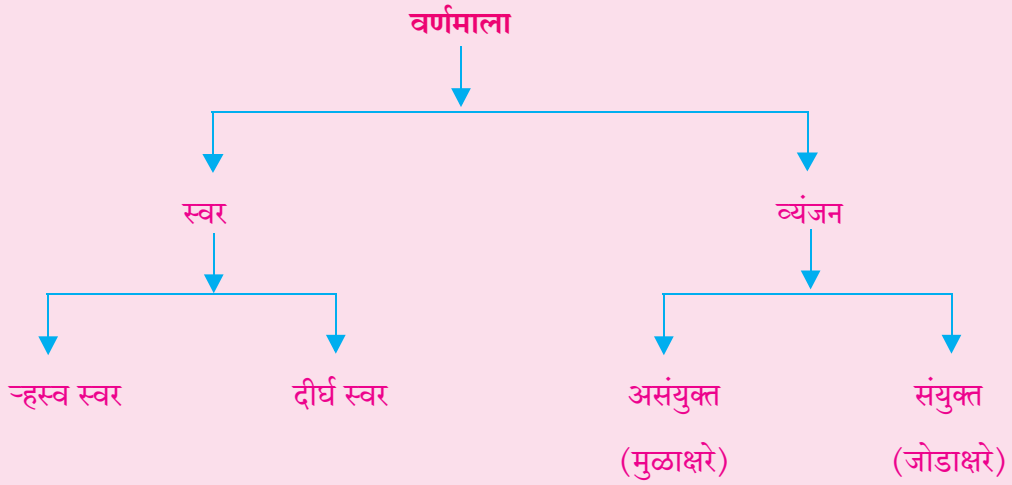 वर्णमाला
स्वर व्यंजन
ऱ्हस्व स्वर दीर्घ स्वर असंयुक्त संयुक्त
(मुळाक्षरे) (जोडाक्षरे)